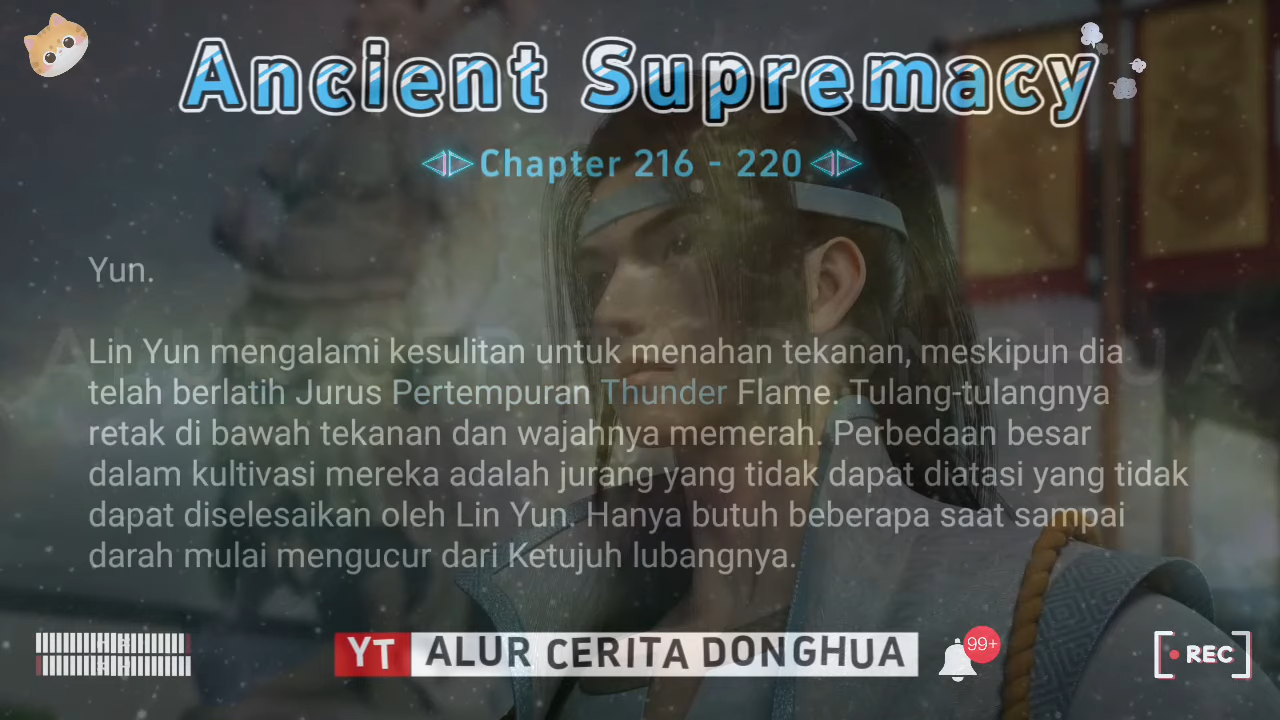 Ancient Supremacy
Chapter 216 - 220
Yun.
Lin Yun mengalami kesulitan untuk menahan tekanan, meskipun dia
telah berlatih Jurus Pertempuran Thunder Flame. Tulang-tulangnya
retak di bawah tekanan dan wajahnya memerah. Perbedaan besar
dalam kultivasi mereka adalah jurang yang tidak dapat diatasi yang tidak
dapat diselesaikan oleh Lin Yun. Hanya butuh beberapa saat sampai
darah mulai mengucur dari Ketujuh lubangnya.
YT ALUR CERITA DONGHUA
99+
REC